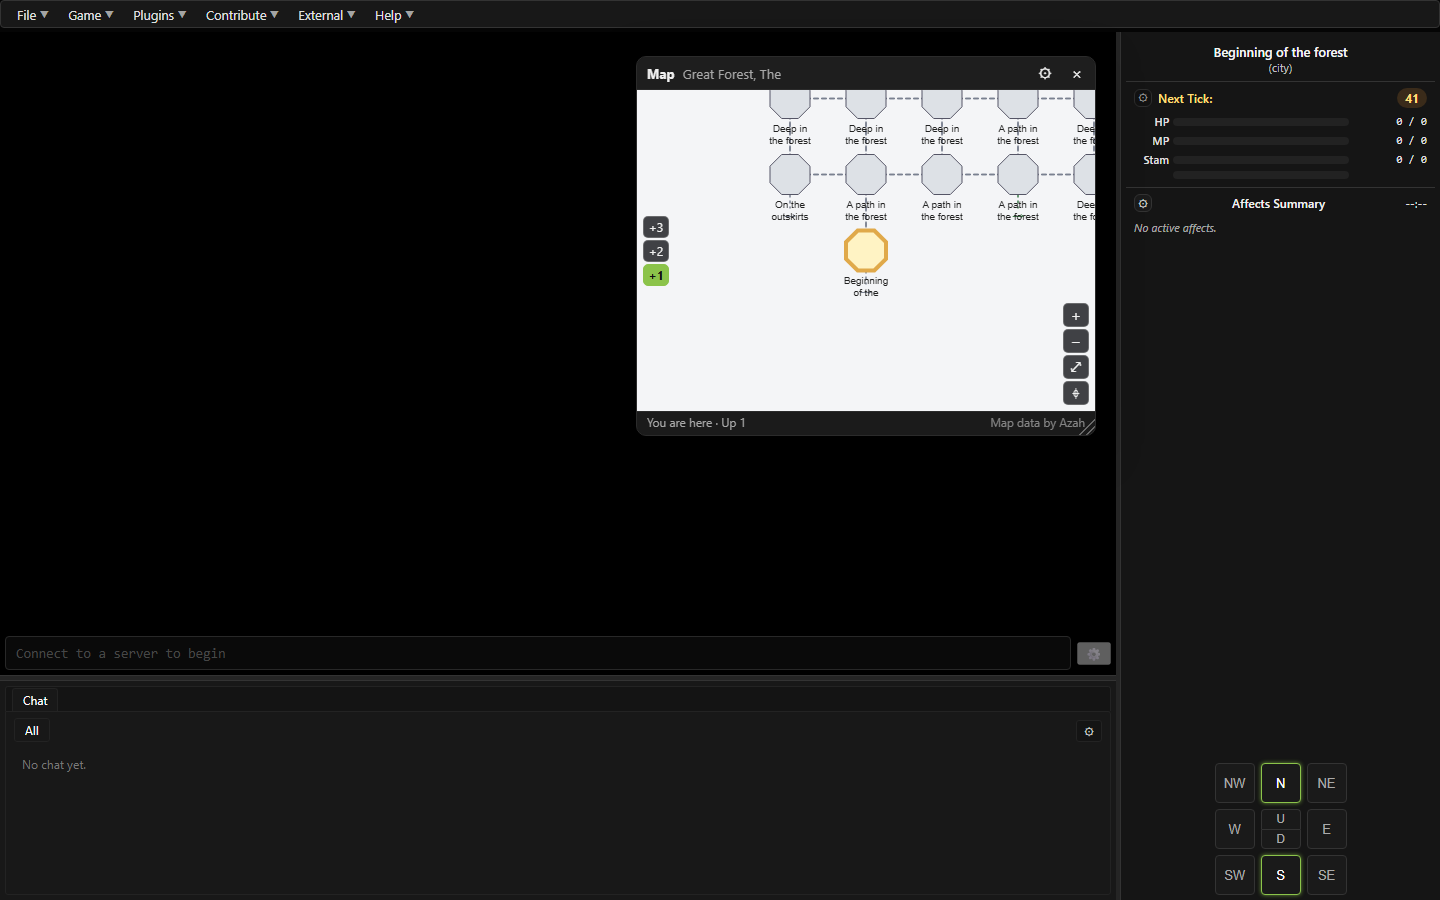 File Game Plugins Contribute External Help
Map Great Forest, The
Deep in the forest
Deep in the forest
Deep in the forest
A path in the forest
On the outskirts
A path in the forest
A path in the forest
A path in the forest
Beginning of the
+3
+2
+1
+
–
You are here · Up 1
Map data by Azah
Connect to a server to begin
Chat
All
No chat yet.
Beginning of the forest
(city)
Next Tick: 41
HP 0 / 0
MP 0 / 0
Stam 0 / 0
Affects Summary --:--
No active affects.
NW N NE
W U E
D
SW S SE